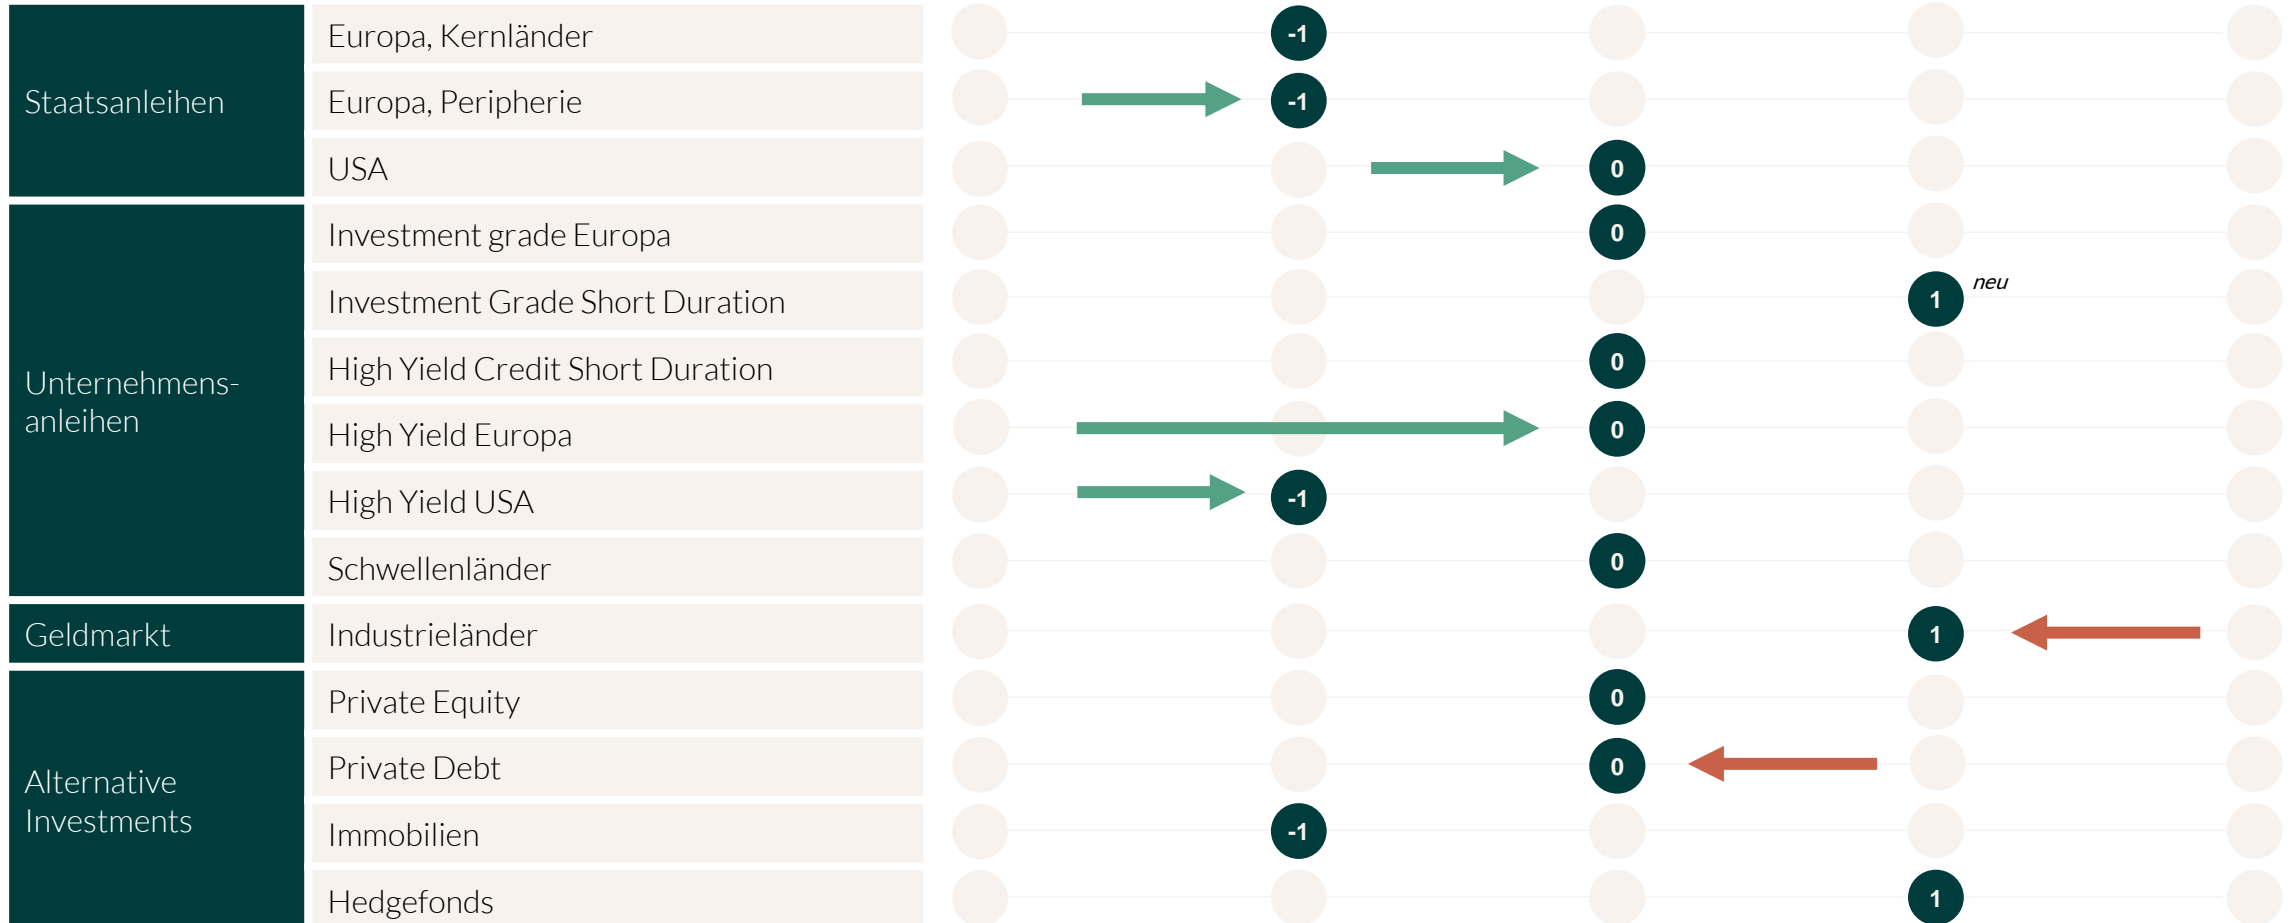 Staatsanleihen
Europa, Kernländer
-1
Europa, Peripherie
-1
USA
0
Unternehmens-
anleihen
Investment grade Europa
0
Investment Grade Short Duration
1
neu
High Yield Credit Short Duration
0
High Yield Europa
0
High Yield USA
-1
Schwellenländer
0
Geldmarkt
Industrieländer
1
Alternative
Investments
Private Equity
0
Private Debt
0
Immobilien
-1
Hedgefonds
1